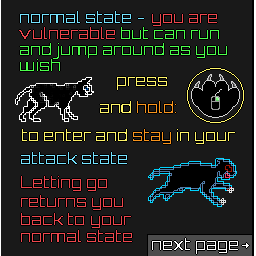 normal state - you are
vulnerable but can run
and jump around as you
wish
press
and hold:
to enter and stay in your
attack state
Letting go
returns you
back to your
normal state
next page→